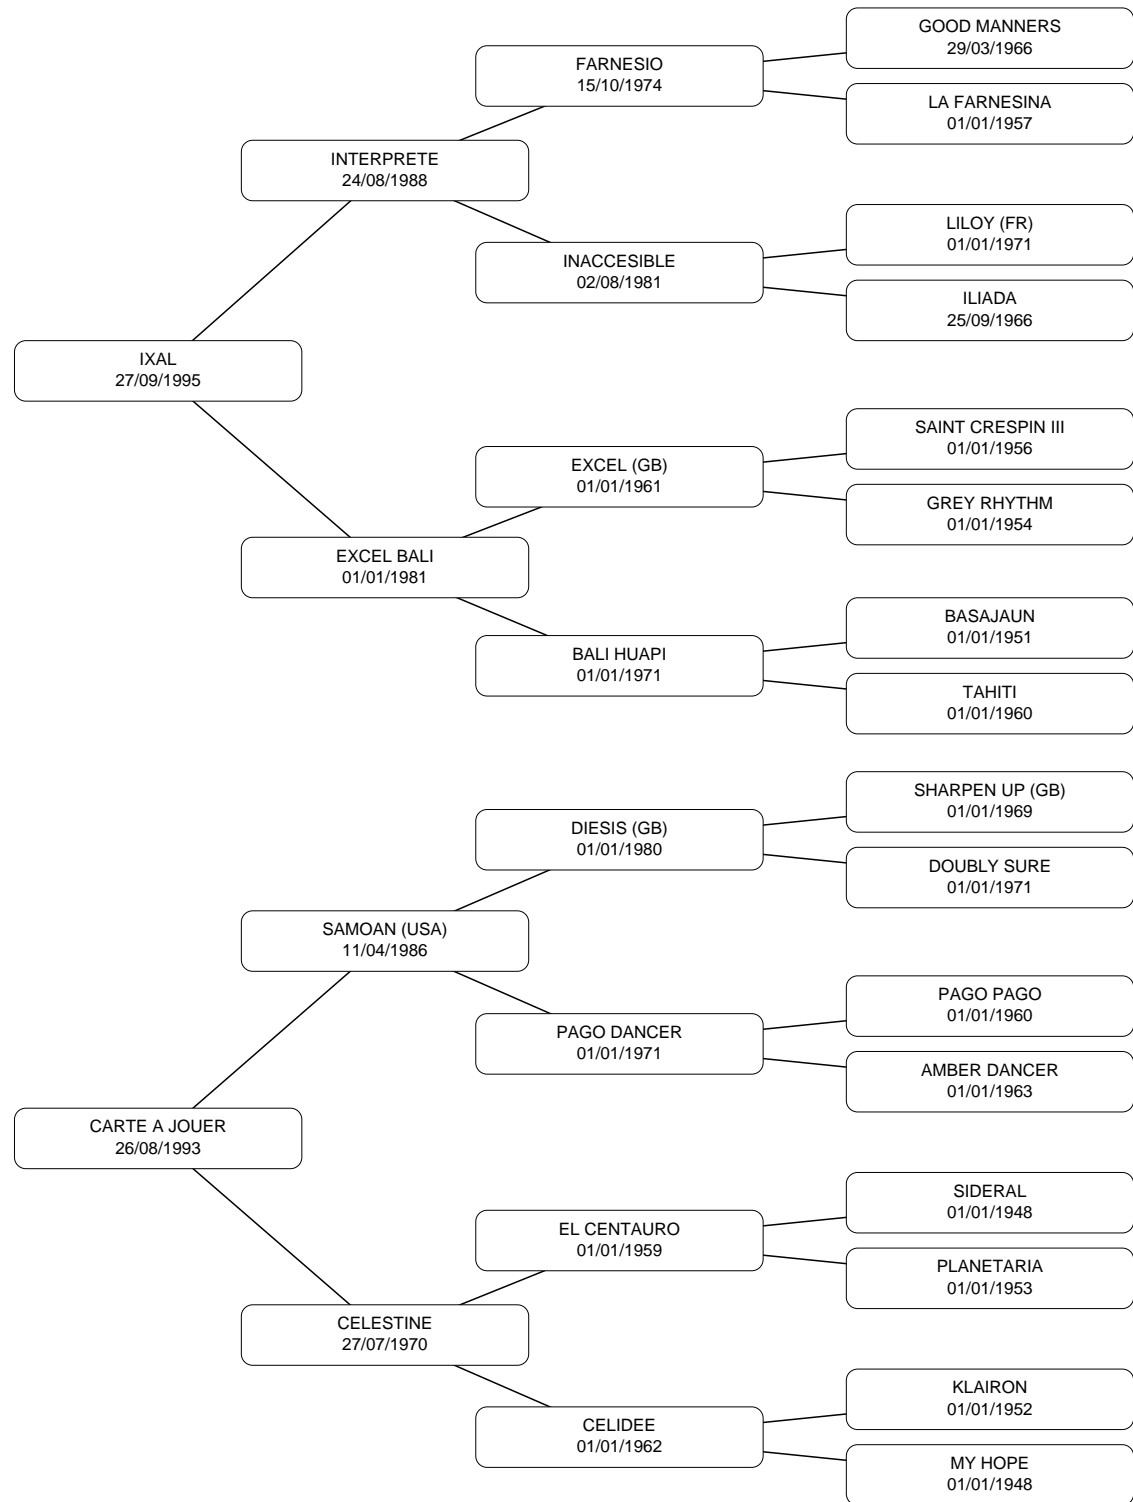 GOOD MANNERS
29/03/1966
FARNESIO
15/10/1974
LA FARNESINA
01/01/1957
INTERPRETE
24/08/1988
LILOY (FR)
01/01/1971
INACCESIBLE
02/08/1981
ILIADA
25/09/1966
IXAL
27/09/1995
SAINT CRESPIN III
01/01/1956
EXCEL (GB)
01/01/1961
GREY RHYTHM
01/01/1954
EXCEL BALI
01/01/1981
BASAJAUN
01/01/1951
BALI HUAPI
01/01/1971
TAHITI
01/01/1960
SHARPEN UP (GB)
01/01/1969
DIESIS (GB)
01/01/1980
DOUBLY SURE
01/01/1971
SAMOAN (USA)
11/04/1986
PAGO PAGO
01/01/1960
PAGO DANCER
01/01/1971
AMBER DANCER
01/01/1963
CARTE A JOUER
26/08/1993
SIDERAL
01/01/1948
EL CENTAURO
01/01/1959
PLANETARIA
01/01/1953
CELESTINE
27/07/1970
KLAIRON
01/01/1952
CELIDEE
01/01/1962
MY HOPE
01/01/1948